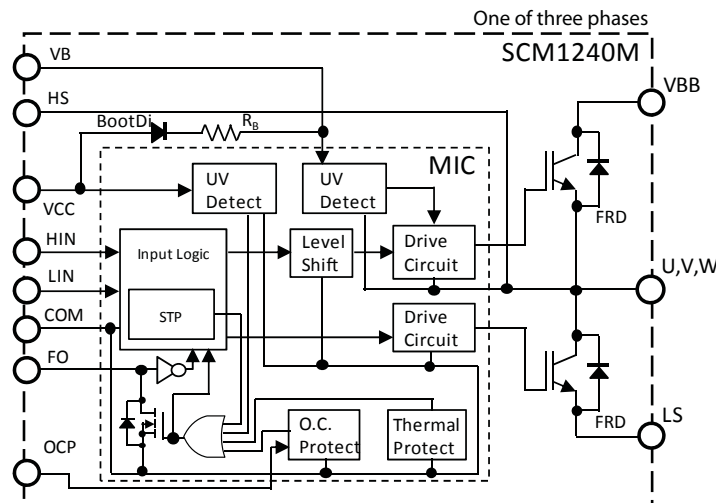 One of three phases
SCM1240M
VB
VBB
HS
BootDi
R_B
MIC
VCC
UV
Detect
UV
Detect
FRD
HIN
Input Logic
Level
Shift
Drive
Circuit
U,V,W
LIN
STP
COM
Drive
Circuit
FO
O.C.
Protect
Thermal
Protect
FRD
LS
OCP